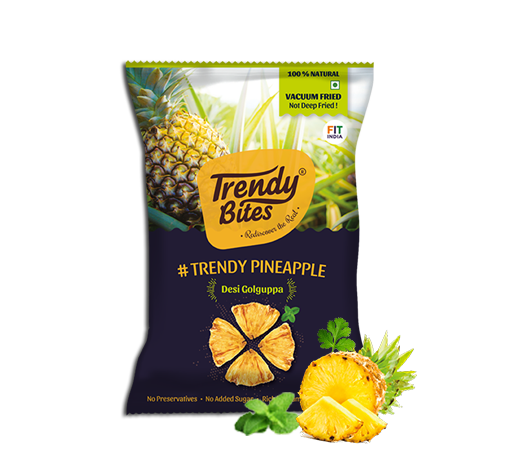 100 % NATURAL
VACUUM FRIED
Not Deep Fried !
FIT
INDIA
Trendy®
Bites
• Rediscover the Real •
#TRENDY PINEAPPLE
Desi Golguppa
No Preservatives • No Added Sugar • Rich